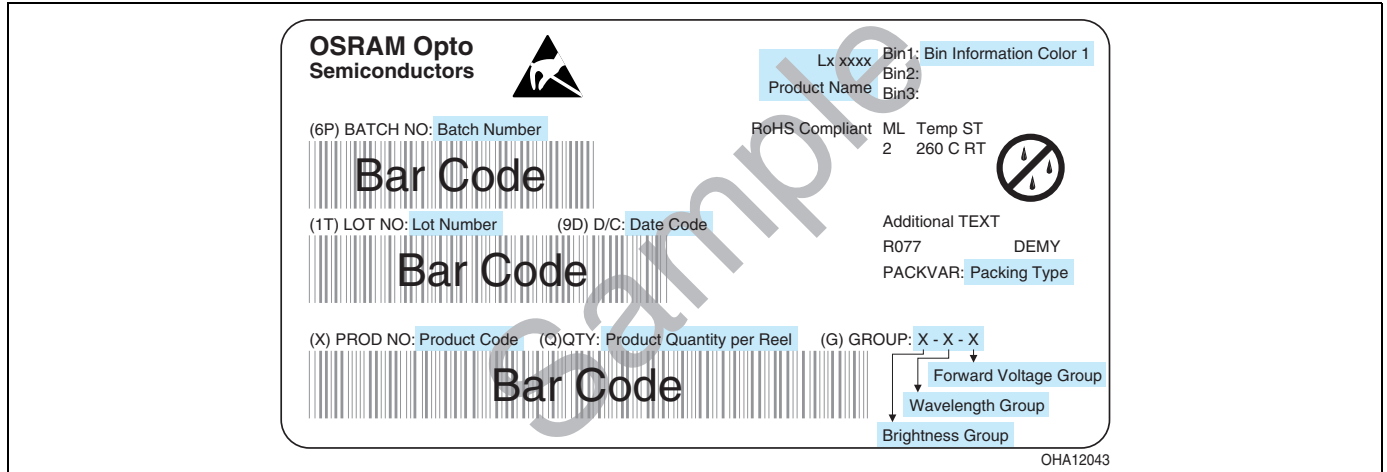 OSRAM Opto
Semiconductors
Lx xxxx
Product Name
Bin1: Bin Information Color 1
Bin2:
Bin3:
(6P) BATCH NO: Batch Number
Bar Code
RoHS Compliant ML Temp ST
2 260 C RT
(1T) LOT NO: Lot Number (9D) D/C: Date Code
Bar Code
Additional TEXT
R077 DEMY
PACKVAR: Packing Type
(X) PROD NO: Product Code (Q)QTY: Product Quantity per Reel (G) GROUP: X - X - X
Bar Code
Forward Voltage Group
Wavelength Group
Brightness Group
Sample
OHA12043